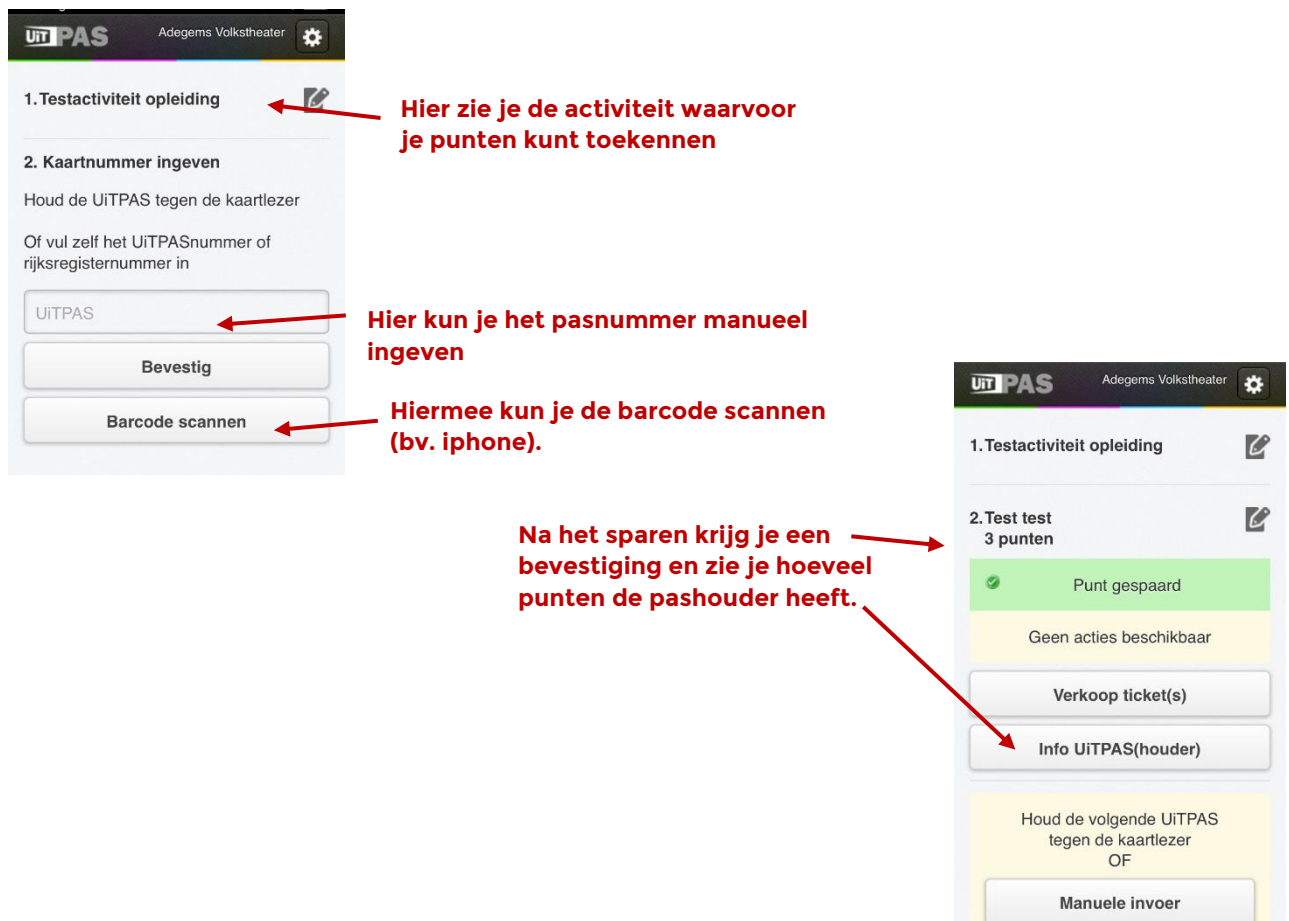 UiT PAS
Adegems Volkstheater
1. Testactiviteit opleiding
Hier zie je de activiteit waarvoor
je punten kunt toekennen
2. Kaartnummer ingeven
Houd de UiTPAS tegen de kaartlezer
Of vul zelf het UiTPASnummer of
rijksregisternummer in
UiTPAS
Hier kun je het pasnummer manueel
ingeven
Bevestig
Barcode scannen
Hiermee kun je de barcode scannen
(bv. iphone).
Na het sparen krijg je een
bevestiging en zie je hoeveel
punten de pashouder heeft.
UiT PAS
Adegems Volkstheater
1. Testactiviteit opleiding
2. Test test
3 punten
Punt gespaard
Geen acties beschikbaar
Verkoop ticket(s)
Info UiTPAS(houder)
Houd de volgende UiTPAS
tegen de kaartlezer
OF
Manuele invoer